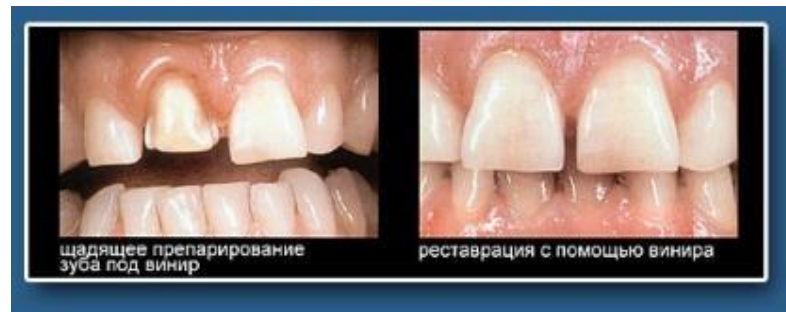 щадящее препарирование
зуба под винир
реставрация с помощью винира